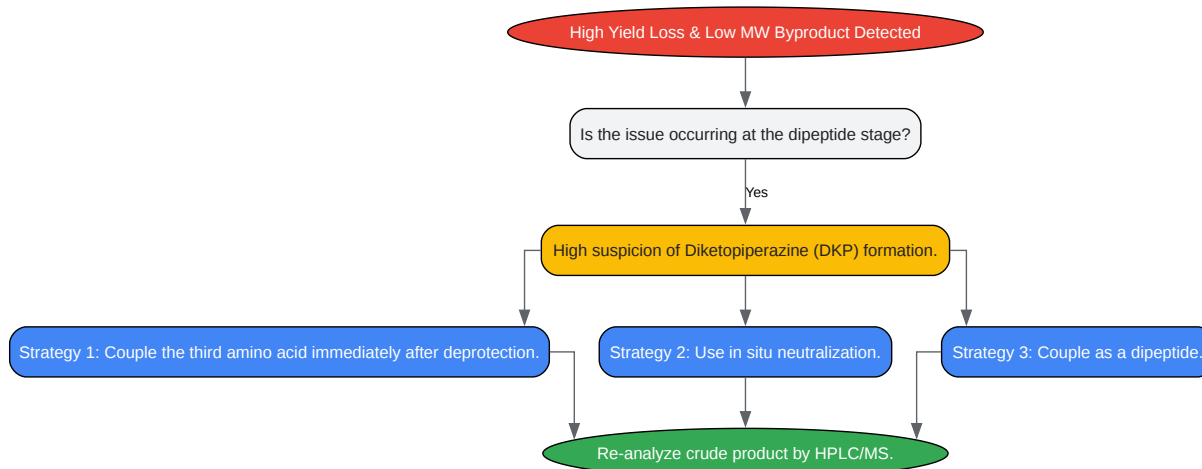 High Yield Loss & Low MW Byproduct Detected
Is the issue occurring at the dipeptide stage?
Yes
High suspicion of Diketopiperazine (DKP) formation.
Strategy 1: Couple the third amino acid immediately after deprotection.
Strategy 2: Use in situ neutralization.
Strategy 3: Couple as a dipeptide.
Re-analyze crude product by HPLC/MS.